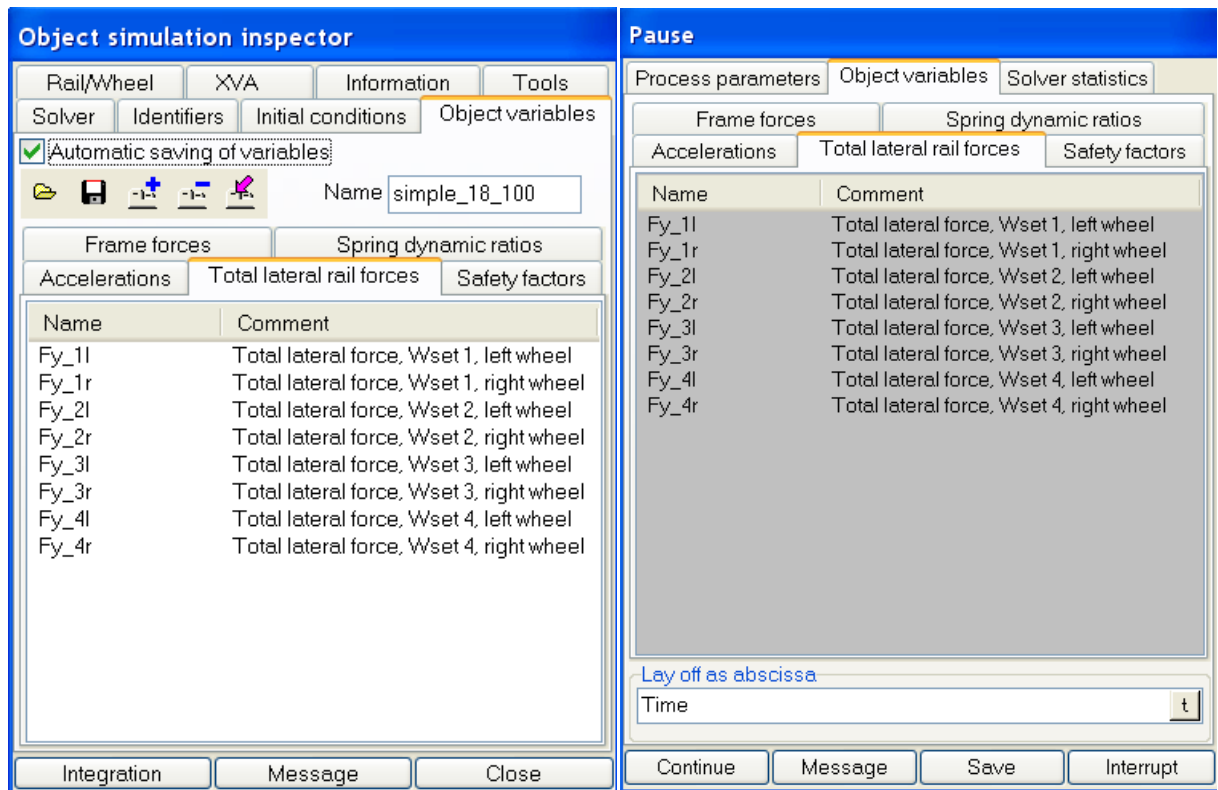 Object simulation inspector
Rail/Wheel XVA Information Tools
Solver Identifiers Initial conditions Object variables
Automatic saving of variables
Name simple_18_100
Frame forces Spring dynamic ratios
Accelerations Total lateral rail forces Safety factors
Name Comment
Fy_1l Total lateral force, Wset 1, left wheel
Fy_1r Total lateral force, Wset 1, right wheel
Fy_2l Total lateral force, Wset 2, left wheel
Fy_2r Total lateral force, Wset 2, right wheel
Fy_3l Total lateral force, Wset 3, left wheel
Fy_3r Total lateral force, Wset 3, right wheel
Fy_4l Total lateral force, Wset 4, left wheel
Fy_4r Total lateral force, Wset 4, right wheel
Integration Message Close
Pause
Process parameters Object variables Solver statistics
Frame forces Spring dynamic ratios
Accelerations Total lateral rail forces Safety factors
Name Comment
Fy_1l Total lateral force, Wset 1, left wheel
Fy_1r Total lateral force, Wset 1, right wheel
Fy_2l Total lateral force, Wset 2, left wheel
Fy_2r Total lateral force, Wset 2, right wheel
Fy_3l Total lateral force, Wset 3, left wheel
Fy_3r Total lateral force, Wset 3, right wheel
Fy_4l Total lateral force, Wset 4, left wheel
Fy_4r Total lateral force, Wset 4, right wheel
Lay off as abscissa
Time t
Continue Message Save Interrupt